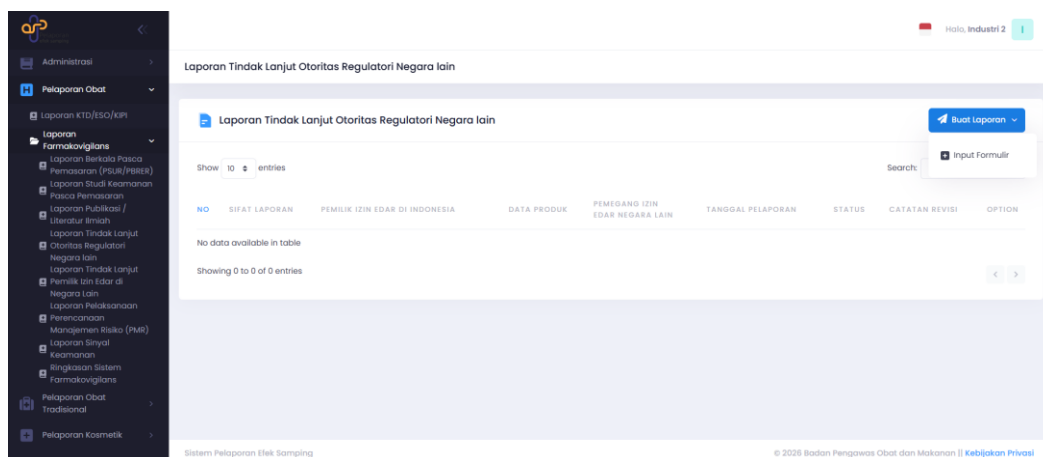 Halo, Industri 2 I
Administrasi
Laporan Tindak Lanjut Otoritas Regulatori Negara lain
Pelaporan Obat
Laporan KTD/ESO/KIPI
Laporan
Farmakovigilans
Laporan Berkala Pasca
Pemasaran (PSUR/PBRER)
Laporan Studi Keamanan
Pasca Pemasaran
Laporan Publikasi /
Literatur Ilmiah
Laporan Tindak Lanjut
Otoritas Regulatori
Negara lain
Laporan Tindak Lanjut
Pemilik Izin Edar di
Negara Lain
Laporan Pelaksanaan
Perencanaan
Manajemen Risiko (PMR)
Laporan Sinyal
Keamanan
Ringkasan Sistem
Farmakovigilans
Pelaporan Obat
Tradisional
Pelaporan Kosmetik
Laporan Tindak Lanjut Otoritas Regulatori Negara lain
Buat Laporan
Input Formulir
Show 10 entries
Search:
NO SIFAT LAPORAN PEMILIK IZIN EDAR DI INDONESIA DATA PRODUK PEMEGANG IZIN EDAR NEGARA LAIN TANGGAL PELAPORAN STATUS CATATAN REVISI OPTION
No data available in table
Showing 0 to 0 of 0 entries
Sistem Pelaporan Efek Samping
© 2026 Badan Pengawas Obat dan Makanan || Kebijakan Privasi